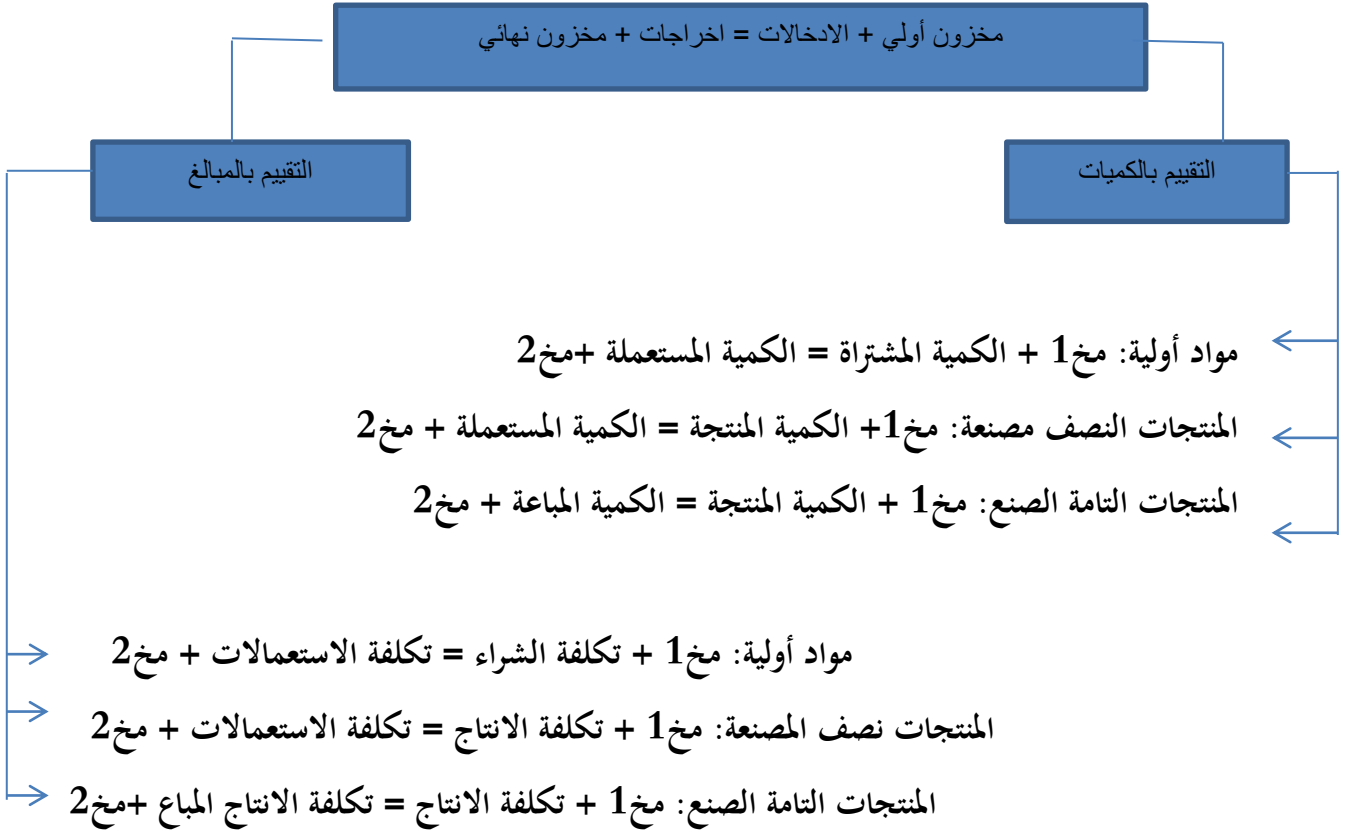 مخزون أولي + الادخالات = اخراجات + مخزون نهائي
التقييم بالكميات
التقييم بالمبالغ
مواد أولية: مخ1 + الكمية المشتراة = الكمية المستعملة +مخ2
المنتجات النصف مصنعة: مخ1+ الكمية المنتجة = الكمية المستعملة + مخ2
المنتجات التامة الصنع: مخ1 + الكمية المنتجة = الكمية المباعة + مخ2
مواد أولية: مخ1 + تكلفة الشراء = تكلفة الاستعمالات + مخ2
المنتجات نصف المصنعة: مخ1 + تكلفة الانتاج = تكلفة الاستعمالات + مخ2
المنتجات التامة الصنع: مخ1 + تكلفة الانتاج = تكلفة الانتاج المباع +مخ2